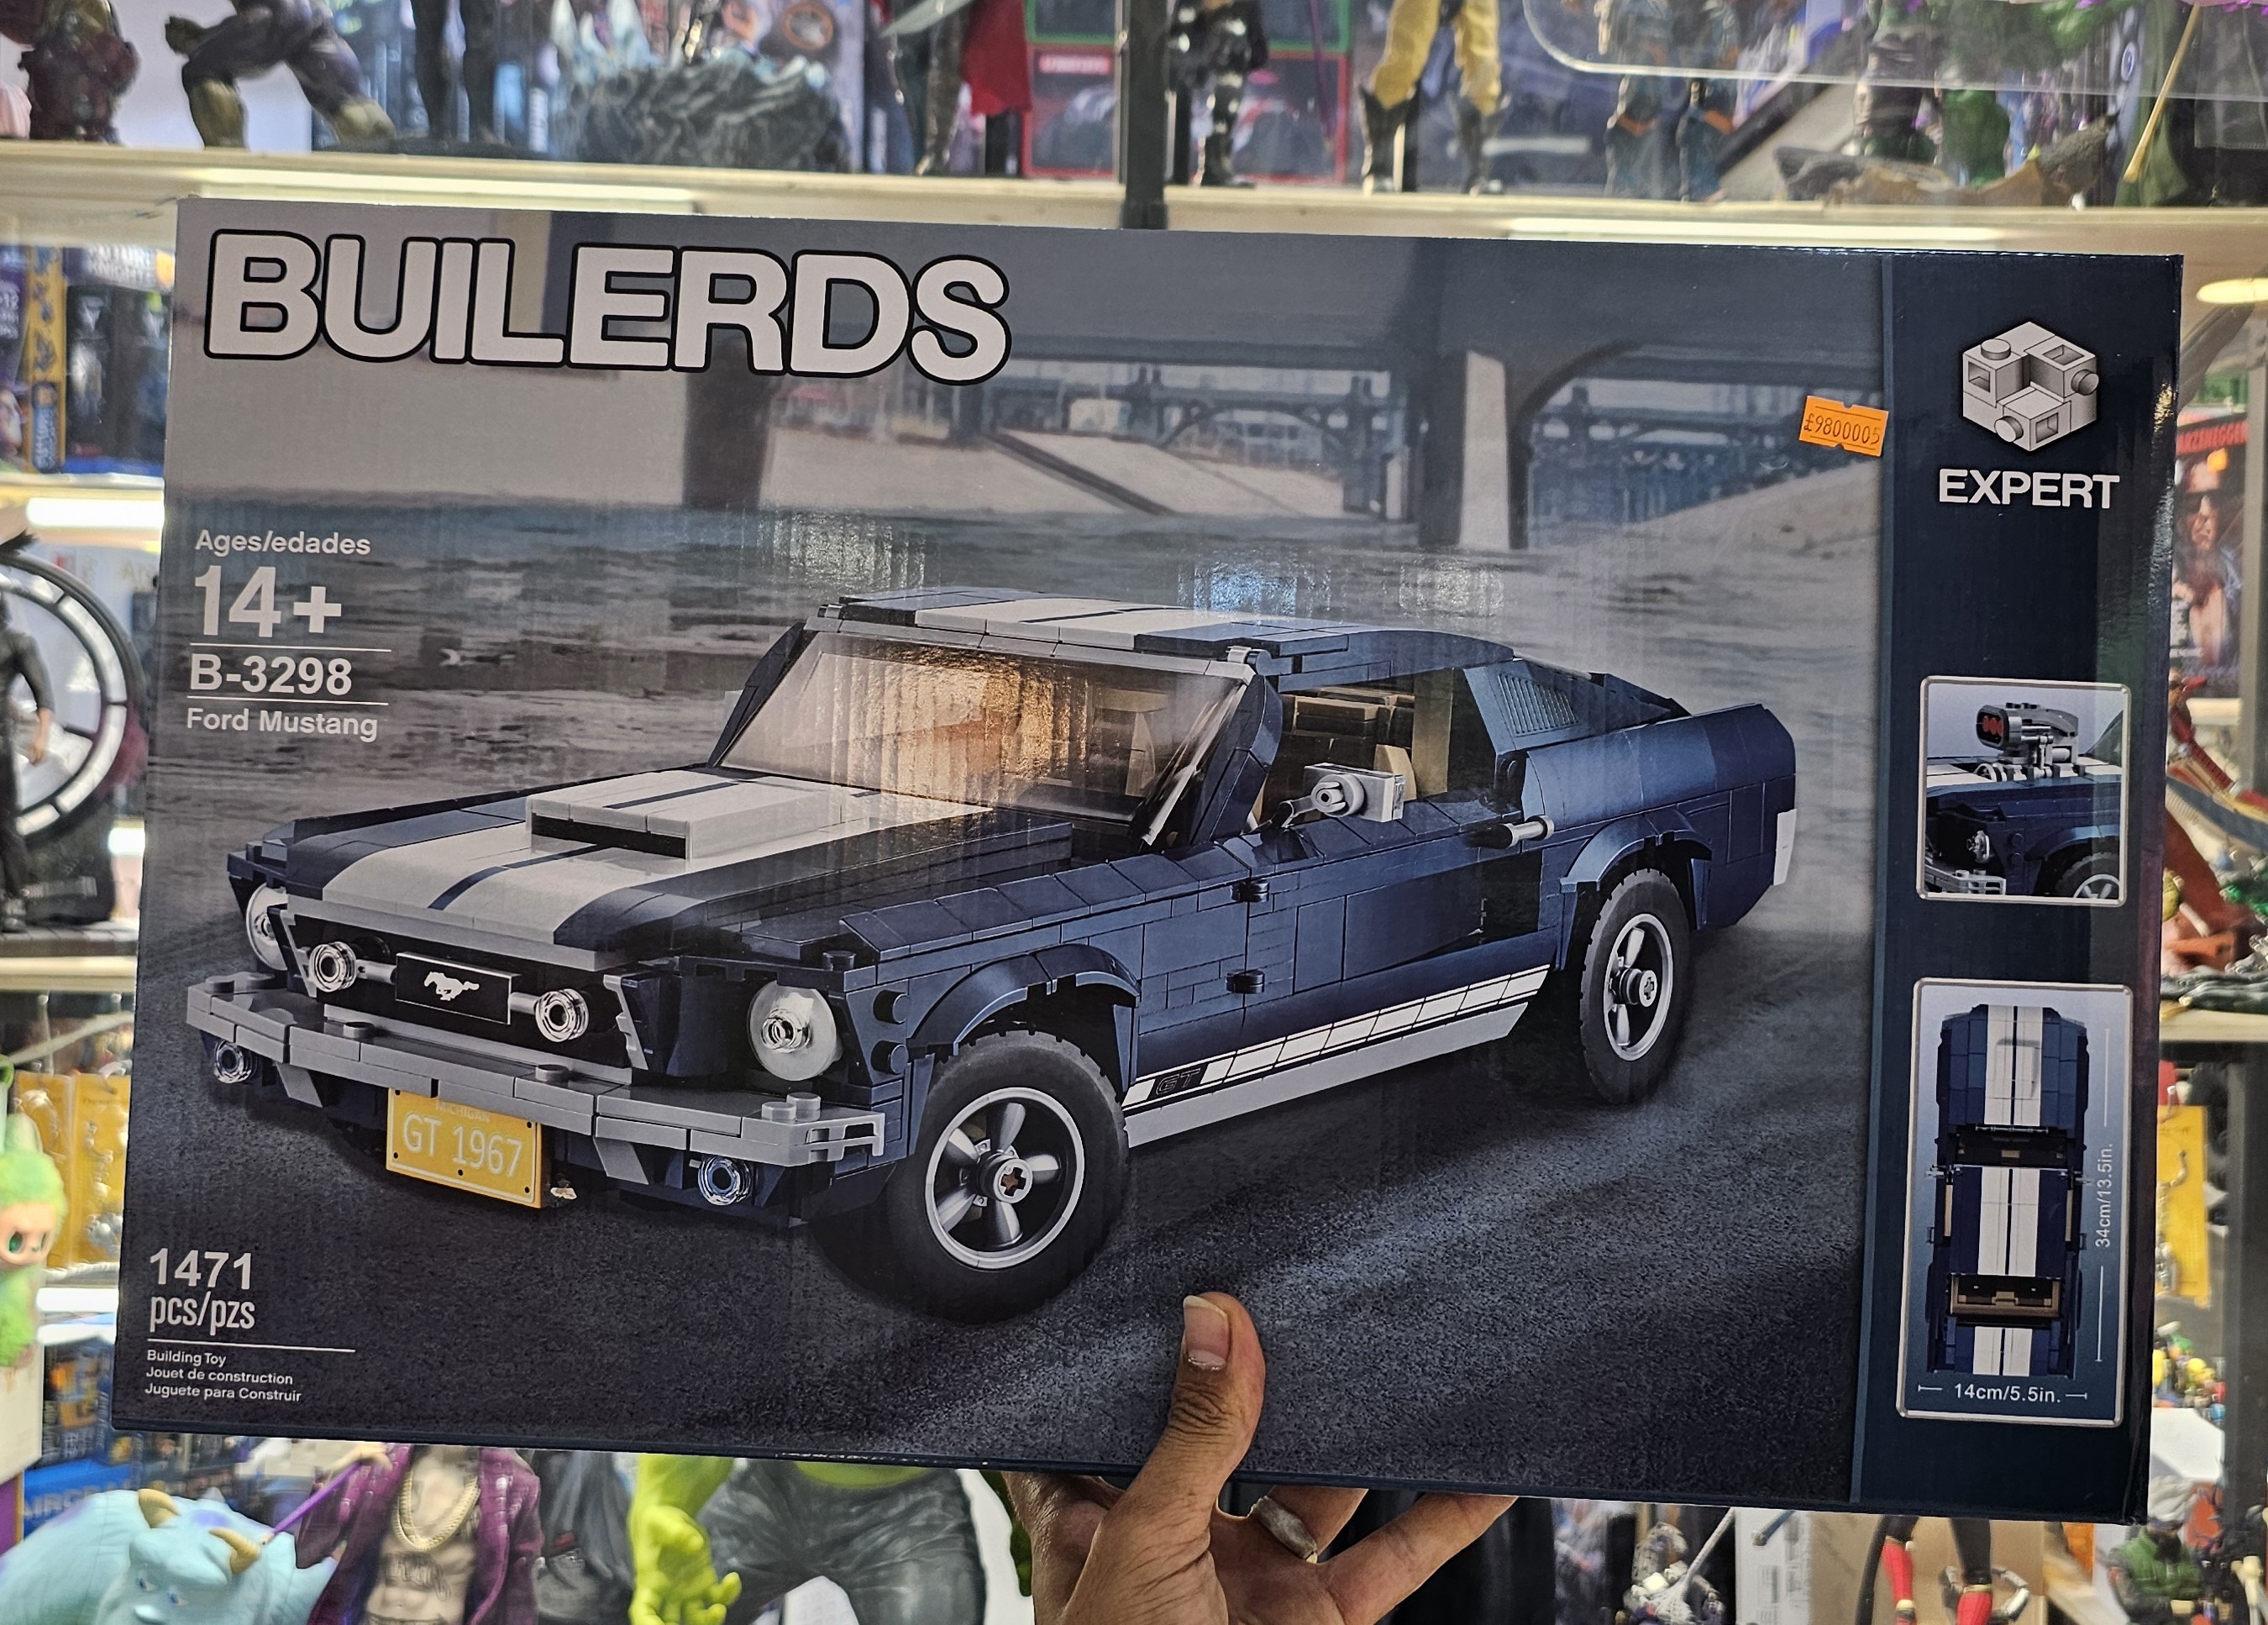 BUILERDS
£9800005
EXPERT
Ages/edades
14+
B-3298
Ford Mustang
GT
MICHIGAN
GT 1967
34cm/13.5in.
14cm/5.5in.
1471
pcs/pzs
Building Toy
Jouet de construction
Juguete para Construir